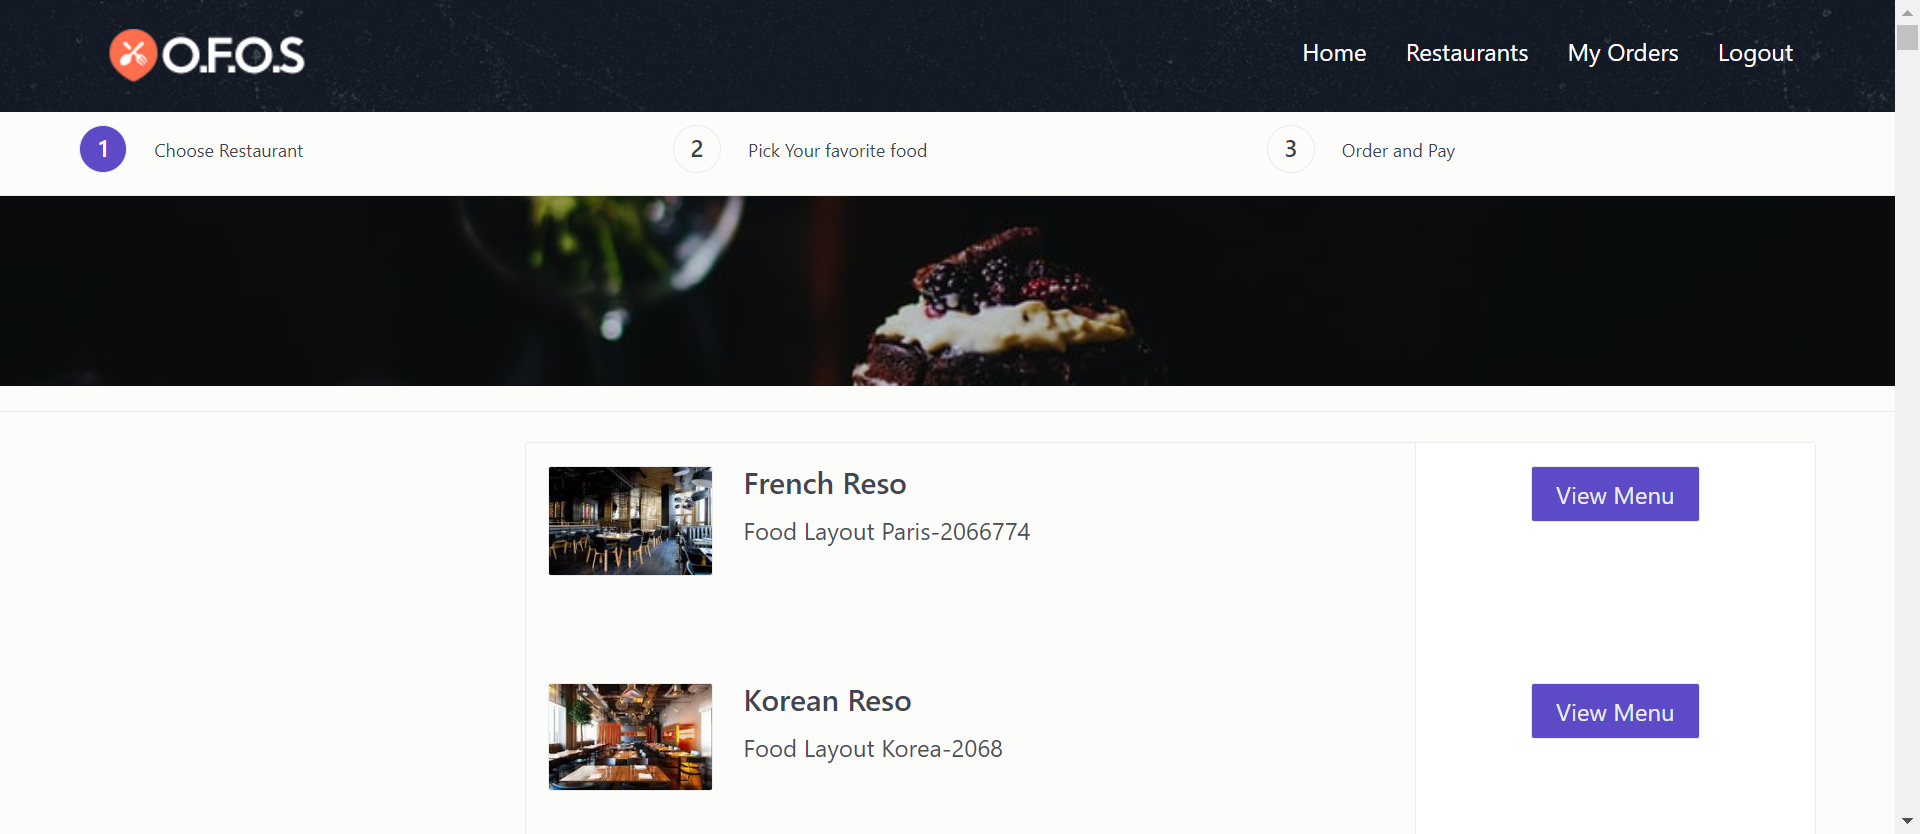 O.F.O.S
Home Restaurants My Orders Logout
1 Choose Restaurant
2 Pick Your favorite food
3 Order and Pay
French Reso
Food Layout Paris-2066774
View Menu
Korean Reso
Food Layout Korea-2068
View Menu